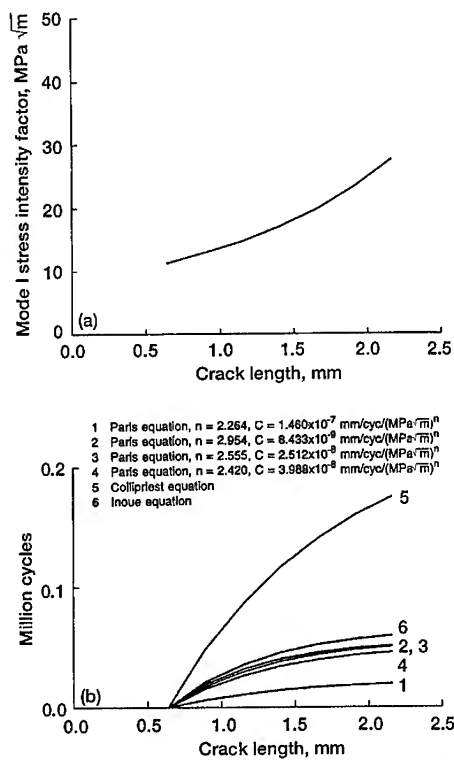 Mode I stress intensity factor, MPa √m
50
40
30
20
10
0
(a)
0.0 0.5 1.0 1.5 2.0 2.5
Crack length, mm
1 Paris equation, n = 2.264, C = 1.460x10⁻⁷ mm/cyc/(MPa√m)ⁿ
2 Paris equation, n = 2.954, C = 8.433x10⁻⁹ mm/cyc/(MPa√m)ⁿ
3 Paris equation, n = 2.555, C = 2.512x10⁻⁸ mm/cyc/(MPa√m)ⁿ
4 Paris equation, n = 2.420, C = 3.988x10⁻⁸ mm/cyc/(MPa√m)ⁿ
5 Collipriest equation
6 Inoue equation
Million cycles
0.2
0.1
0.0
5
6
2, 3
4
1
(b)
0.0 0.5 1.0 1.5 2.0 2.5
Crack length, mm